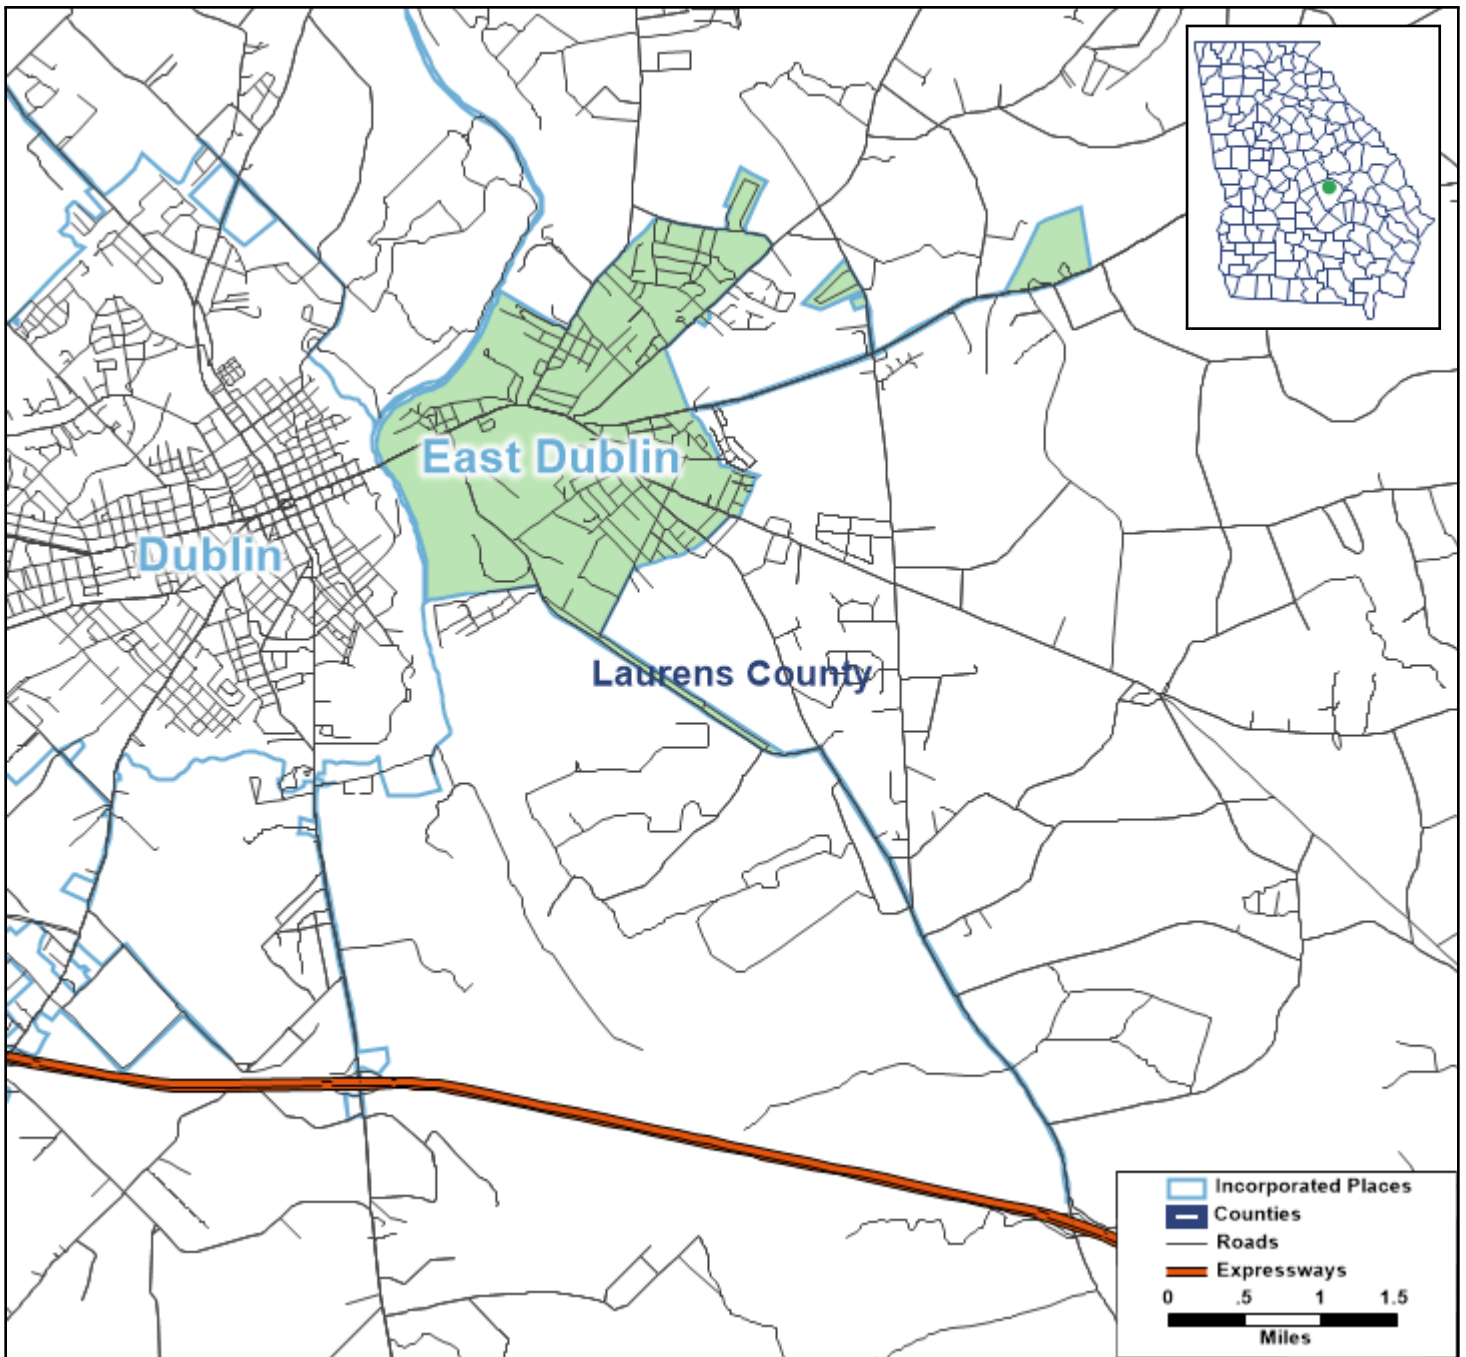 East Dublin
Dublin
Laurens County
Incorporated Places
Counties
Roads
Expressways
0 .5 1 1.5
Miles